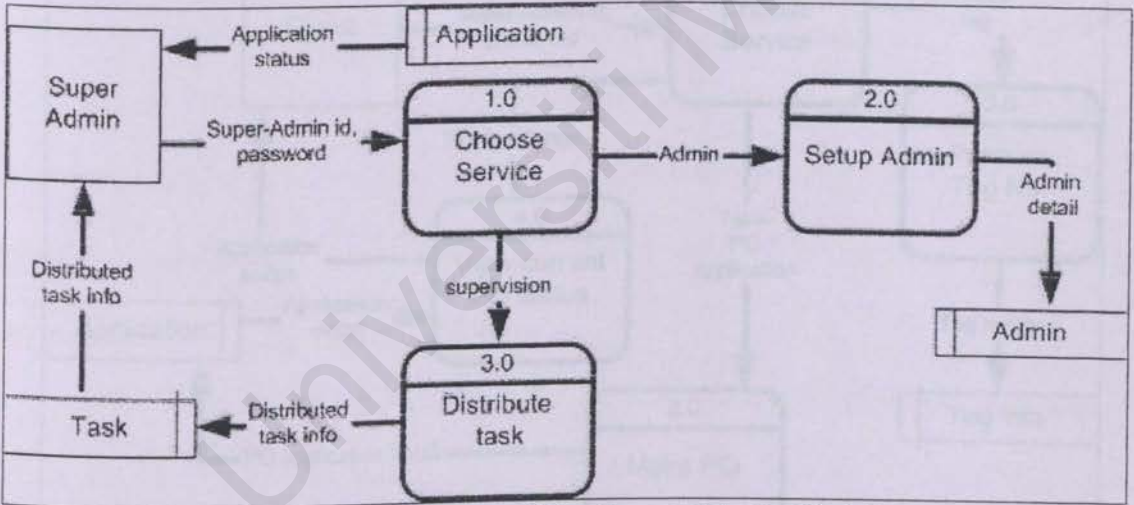 Application
status
Application
Super
Admin
Super-Admin id,
password
1.0
Choose
Service
Admin
2.0
Setup Admin
Admin
detail
Distributed
task info
supervision
Admin
3.0
Distribute
task
Task
Distributed
task info
Universiti M